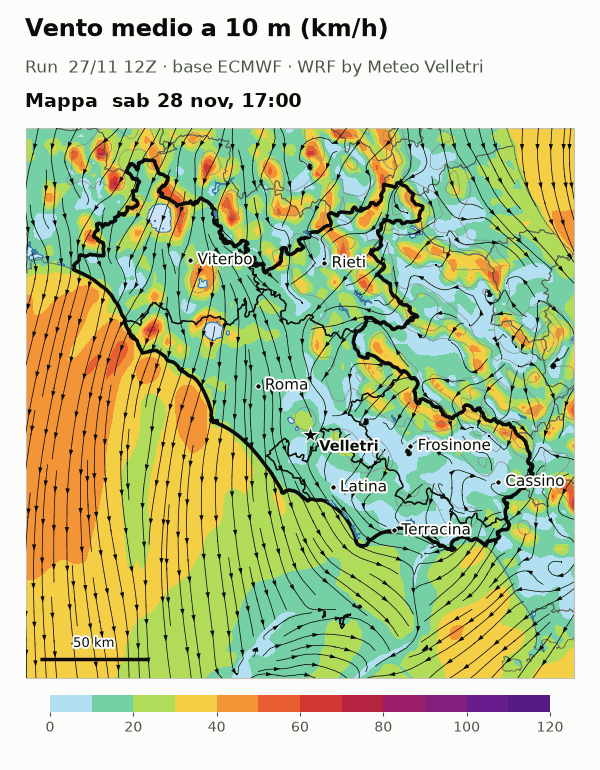 Vento medio a 10 m (km/h)
Run 27/11 12Z · base ECMWF · WRF by Meteo Velletri
Mappa sab 28 nov, 17:00
Viterbo
Rieti
Roma
Velletri
Frosinone
Cassino
Latina
Terracina
50 km
0 20 40 60 80 100 120